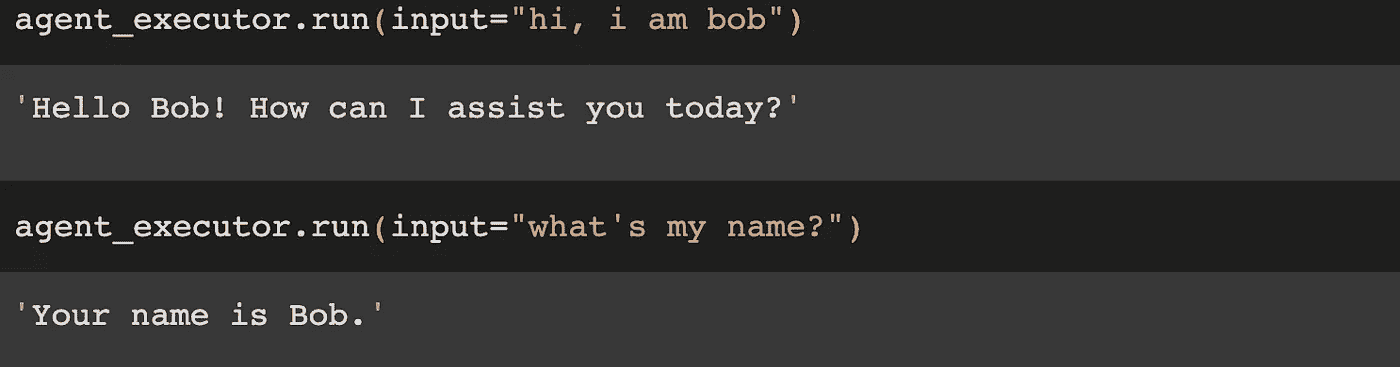 agent_executor.run(input="hi, i am bob")
'Hello Bob! How can I assist you today?'
agent_executor.run(input="what's my name?")
'Your name is Bob.'